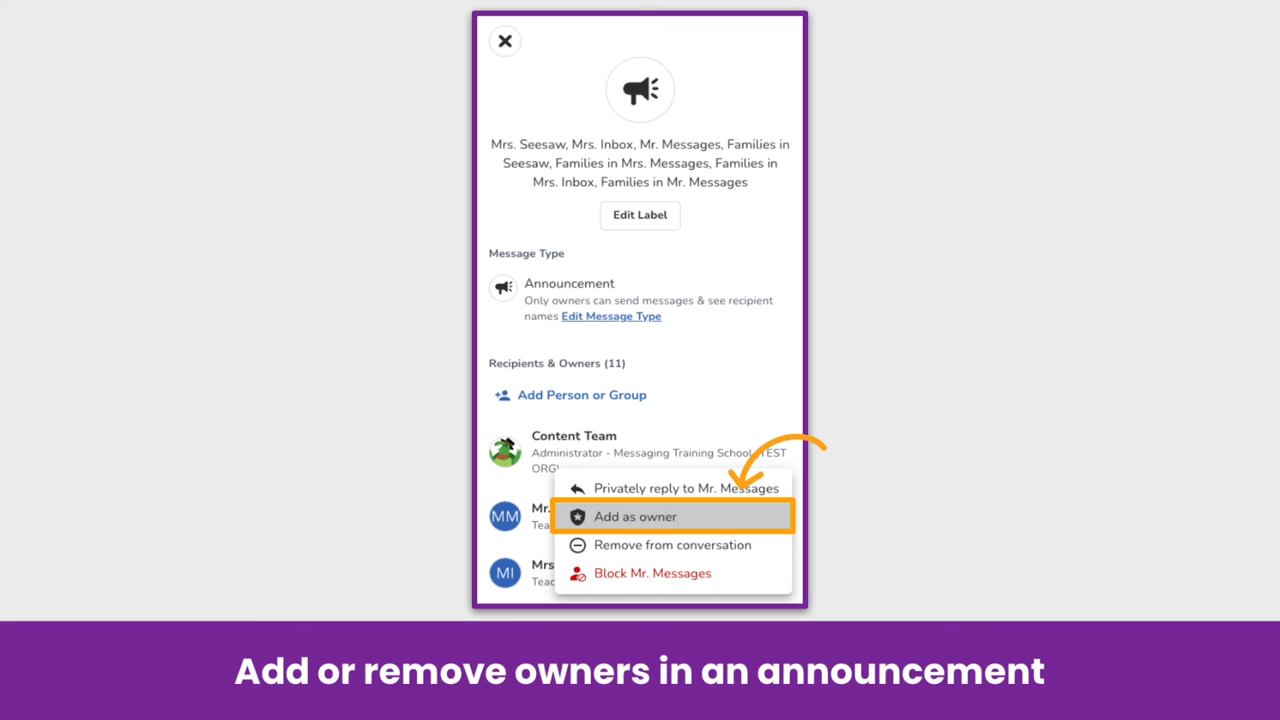 Mrs. Seesaw, Mrs. Inbox, Mr. Messages, Families in
Seesaw, Families in Mrs. Messages, Families in
Mrs. Inbox, Families in Mr. Messages
Edit Label
Message Type
Announcement
Only owners can send messages & see recipient
names Edit Message Type
Recipients & Owners (11)
Add Person or Group
Content Team
Administrator - Messaging Training School (TEST
ORG)
Privately reply to Mr. Messages
MM
Mr.
Add as owner
Remove from conversation
MI
Mrs
Block Mr. Messages
Add or remove owners in an announcement